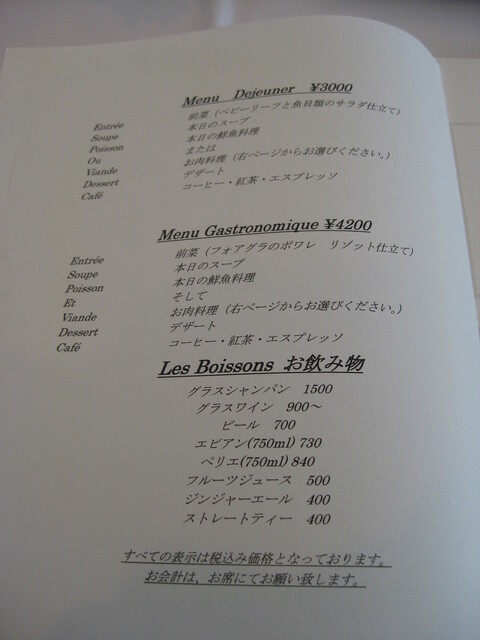 Menu Dejeuner ¥3000
Entrée 前菜（ベビーリーフと魚貝類のサラダ仕立て）
Soupe 本日のスープ
Poisson 本日の鮮魚料理
Ou または
Viande お肉料理（右ページからお選びください。）
Dessert デザート
Café コーヒー・紅茶・エスプレッソ
Menu Gastronomique ¥4200
Entrée 前菜（フォアグラのポワレ　リゾット仕立て）
Soupe 本日のスープ
Poisson 本日の鮮魚料理
Et そして
Viande お肉料理（右ページからお選びください。）
Dessert デザート
Café コーヒー・紅茶・エスプレッソ
Les Boissons お飲み物
グラスシャンパン 1500
グラスワイン 900～
ビール 700
エビアン(750ml) 730
ペリエ(750ml) 840
フルーツジュース 500
ジンジャーエール 400
ストレートティー 400
すべての表示は税込み価格となっております。
お会計は、お席にてお願い致します。